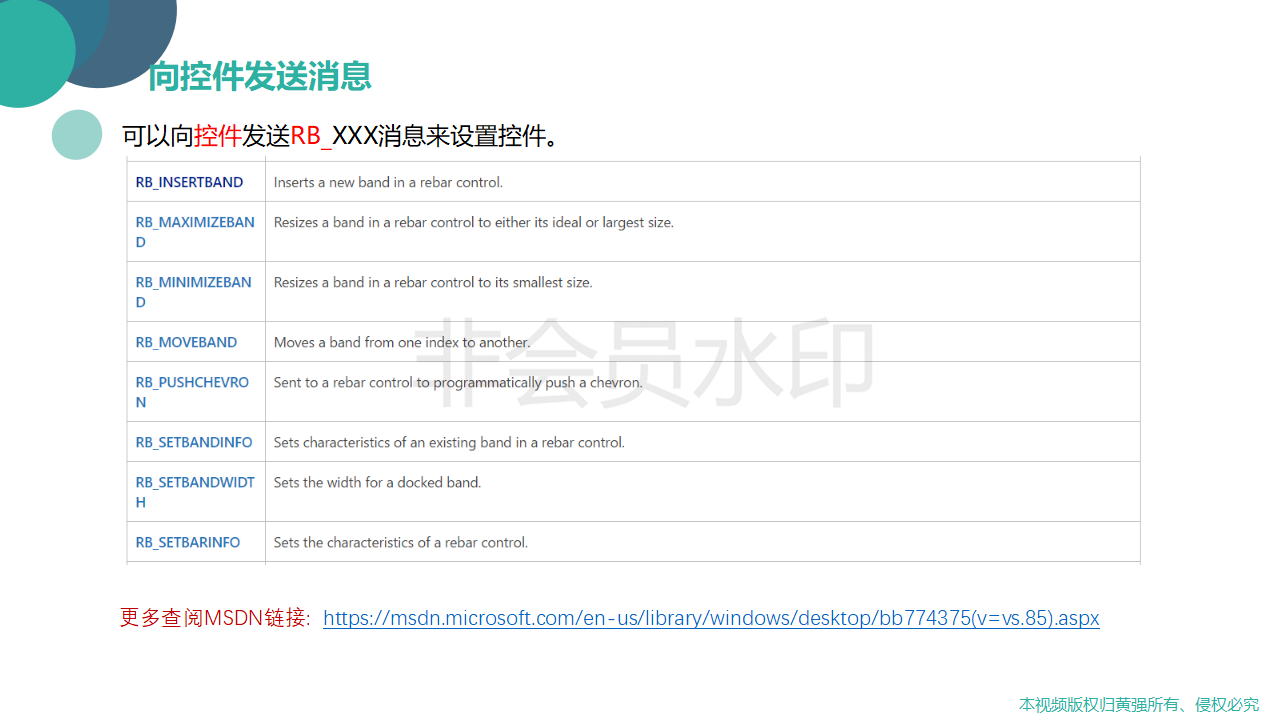 向控件发送消息
可以向控件发送RB_XXX消息来设置控件。
RB_INSERTBAND Inserts a new band in a rebar control.
RB_MAXIMIZEBAN Resizes a band in a rebar control to either its ideal or largest size.
D
RB_MINIMIZEBAN Resizes a band in a rebar control to its smallest size.
D
RB_MOVEBAND Moves a band from one index to another.
RB_PUSHCHEVRO Sent to a rebar control to programmatically push a chevron.
N
非会员水印
RB_SETBANDINFO Sets characteristics of an existing band in a rebar control.
RB_SETBANDWIDT Sets the width for a docked band.
H
RB_SETBARINFO Sets the characteristics of a rebar control.
更多查阅MSDN链接: https://msdn.microsoft.com/en-us/library/windows/desktop/bb774375(v=vs.85).aspx
本视频版权归黄强所有、侵权必究